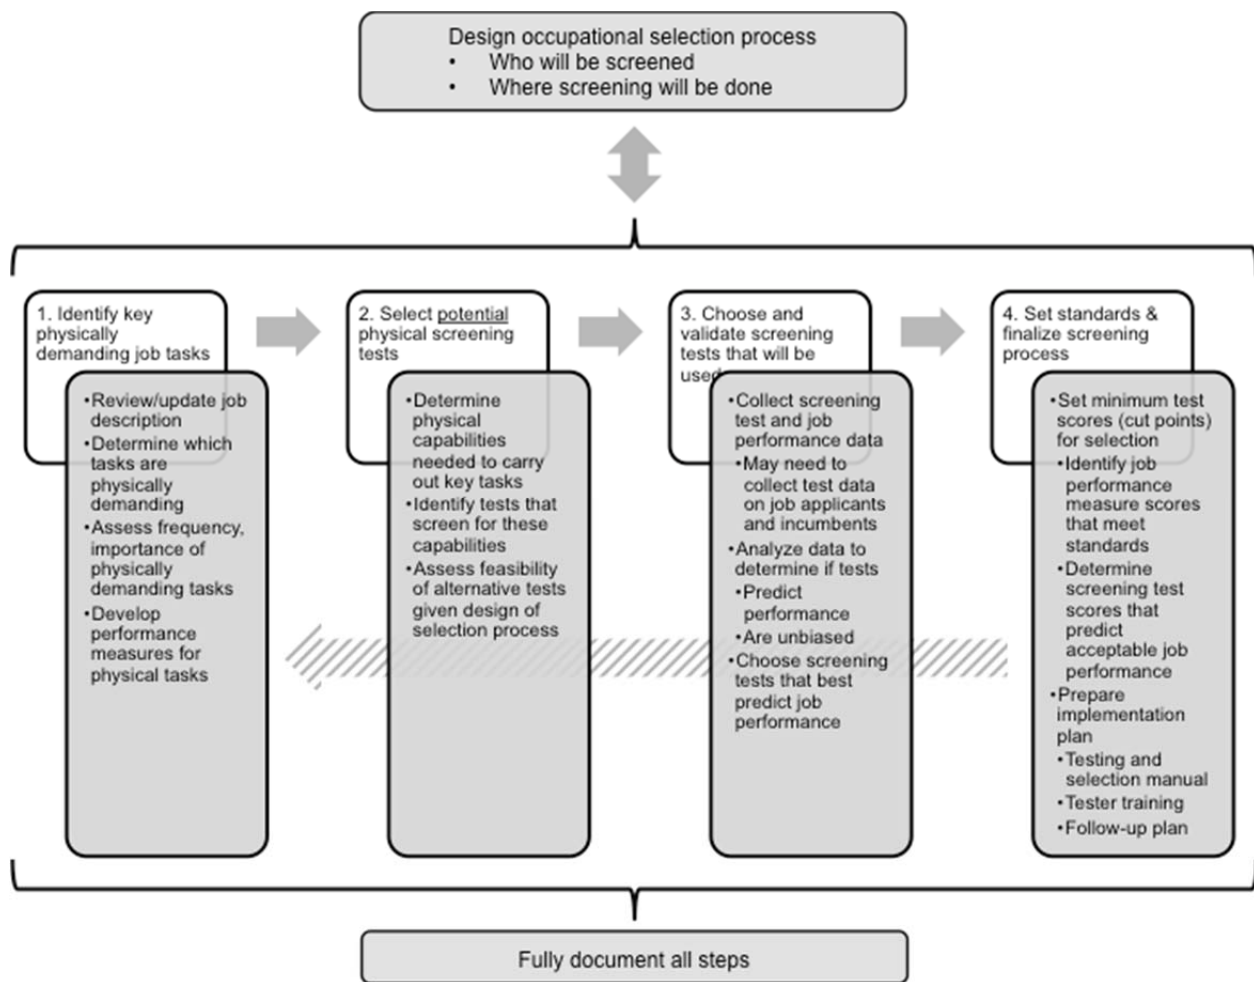 Design occupational selection process
• Who will be screened
• Where screening will be done
1. Identify key
physically
demanding job tasks
•Review/update job
description
•Determine which
tasks are
physically
demanding
•Assess frequency,
importance of
physically
demanding tasks
•Develop
performance
measures for
physical tasks
2. Select potential
physical screening
tests
•Determine
physical
capabilities
needed to carry
out key tasks
•Identify tests that
screen for these
capabilities
•Assess feasibility
of alternative tests
given design of
selection process
3. Choose and
validate screening
tests that will be
used
•Collect screening
test and job
performance data
•May need to
collect test data
on job applicants
and incumbents
•Analyze data to
determine if tests
•Predict
performance
•Are unbiased
•Choose screening
tests that best
predict job
performance
4. Set standards &
finalize screening
process
•Set minimum test
scores (cut points)
for selection
•Identify job
performance
measure scores
that meet
standards
•Determine
screening test
scores that
predict
acceptable job
performance
•Prepare
implementation
plan
•Testing and
selection manual
•Tester training
•Follow-up plan
Fully document all steps